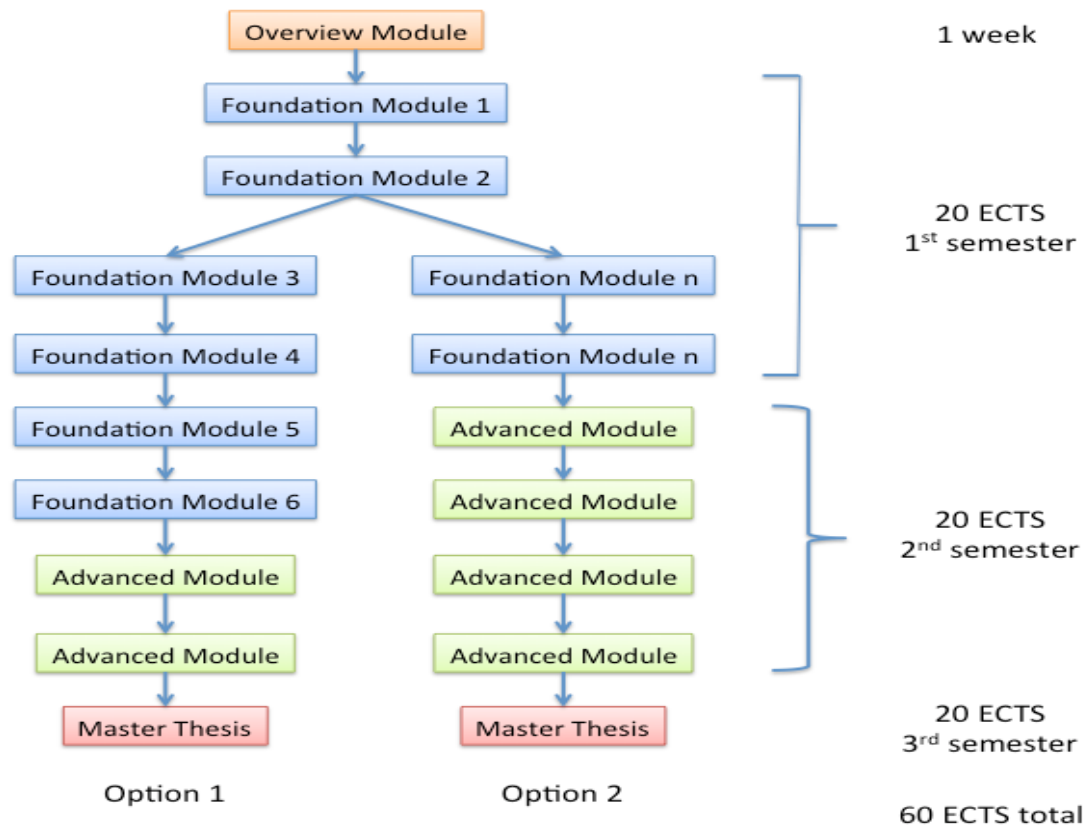 Overview Module
1 week
Foundation Module 1
Foundation Module 2
20 ECTS
1st semester
Foundation Module 3
Foundation Module n
Foundation Module 4
Foundation Module n
Foundation Module 5
Advanced Module
Foundation Module 6
Advanced Module
20 ECTS
2nd semester
Advanced Module
Advanced Module
Advanced Module
Advanced Module
Master Thesis
Master Thesis
20 ECTS
3rd semester
Option 1
Option 2
60 ECTS total